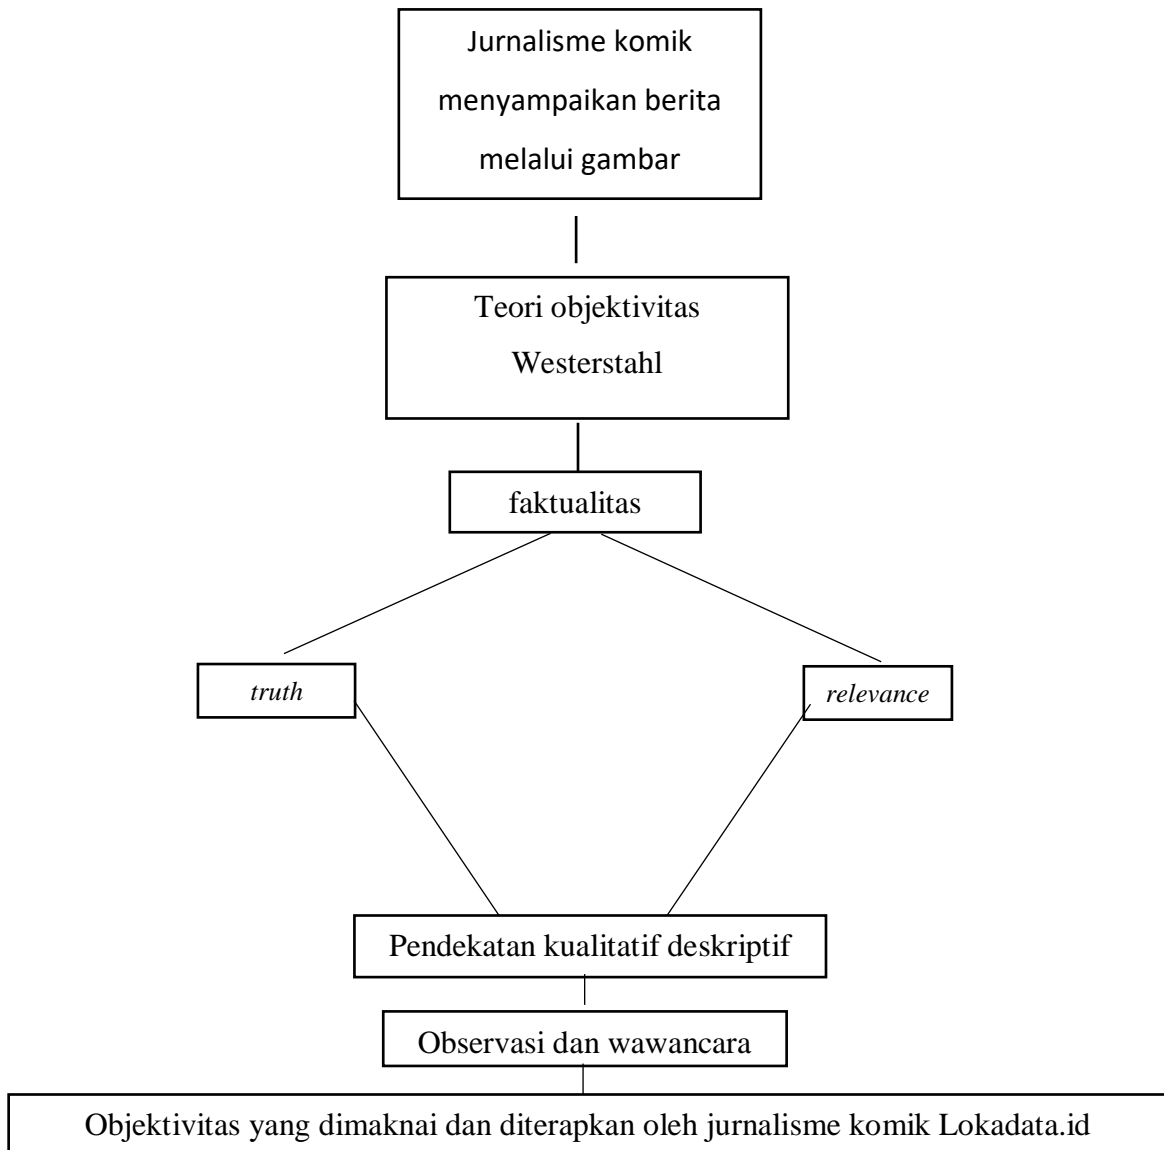 Jurnalisme komik
menyampaikan berita
melalui gambar
Teori objektivitas
Westerstahl
faktualitas
truth
relevance
Pendekatan kualitatif deskriptif
Observasi dan wawancara
Objektivitas yang dimaknai dan diterapkan oleh jurnalisme komik Lokadata.id